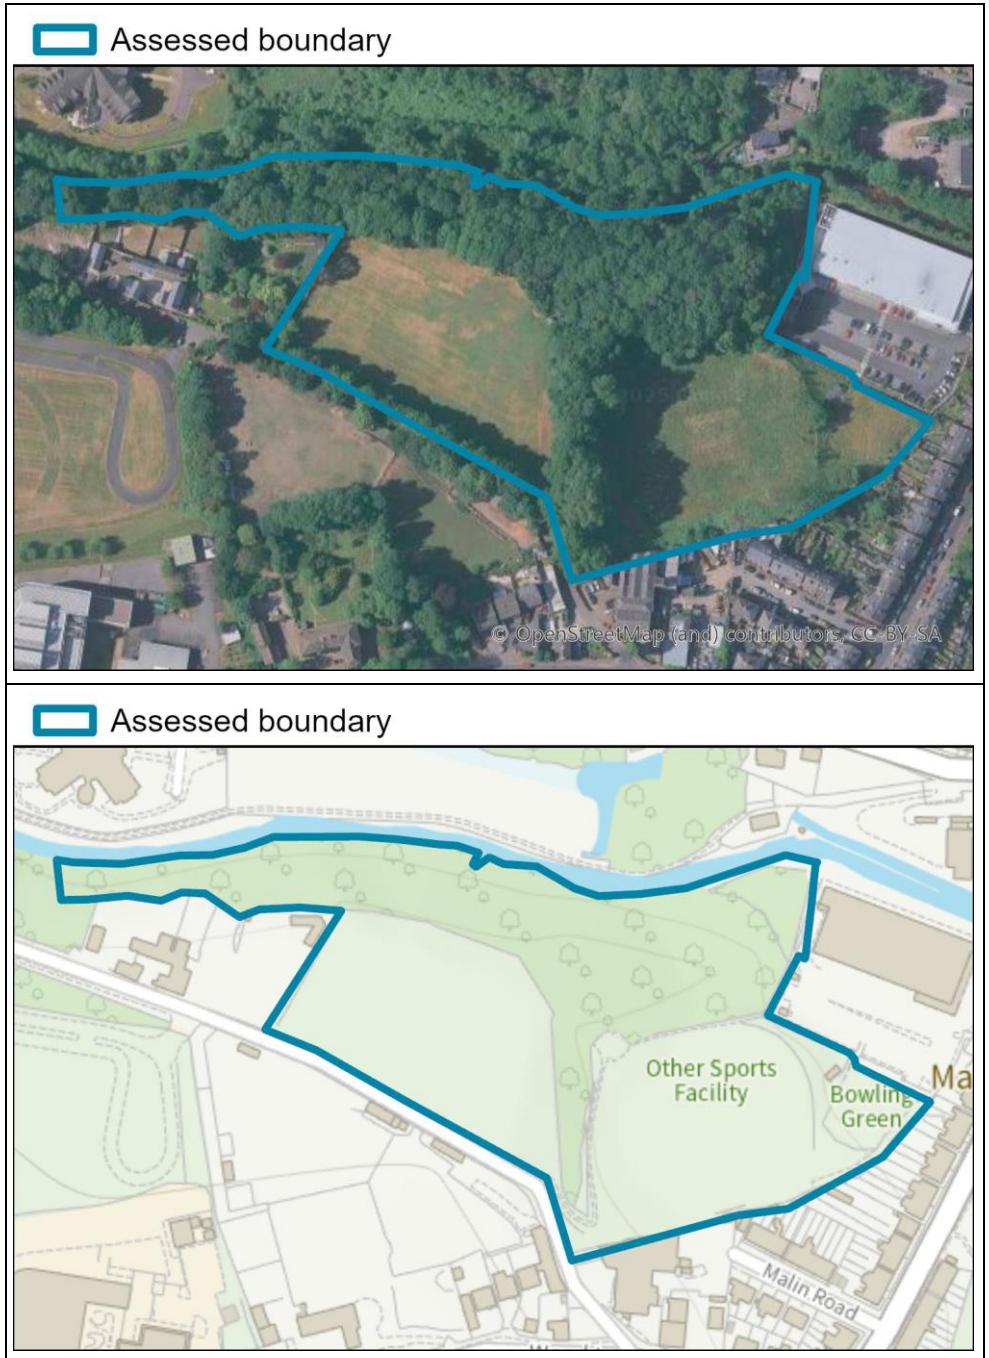 Assessed boundary
© OpenStreetMap (and) contributors, CC-BY-SA
Assessed boundary
Other Sports
Facility
Bowling
Green
Ma
Malin Road